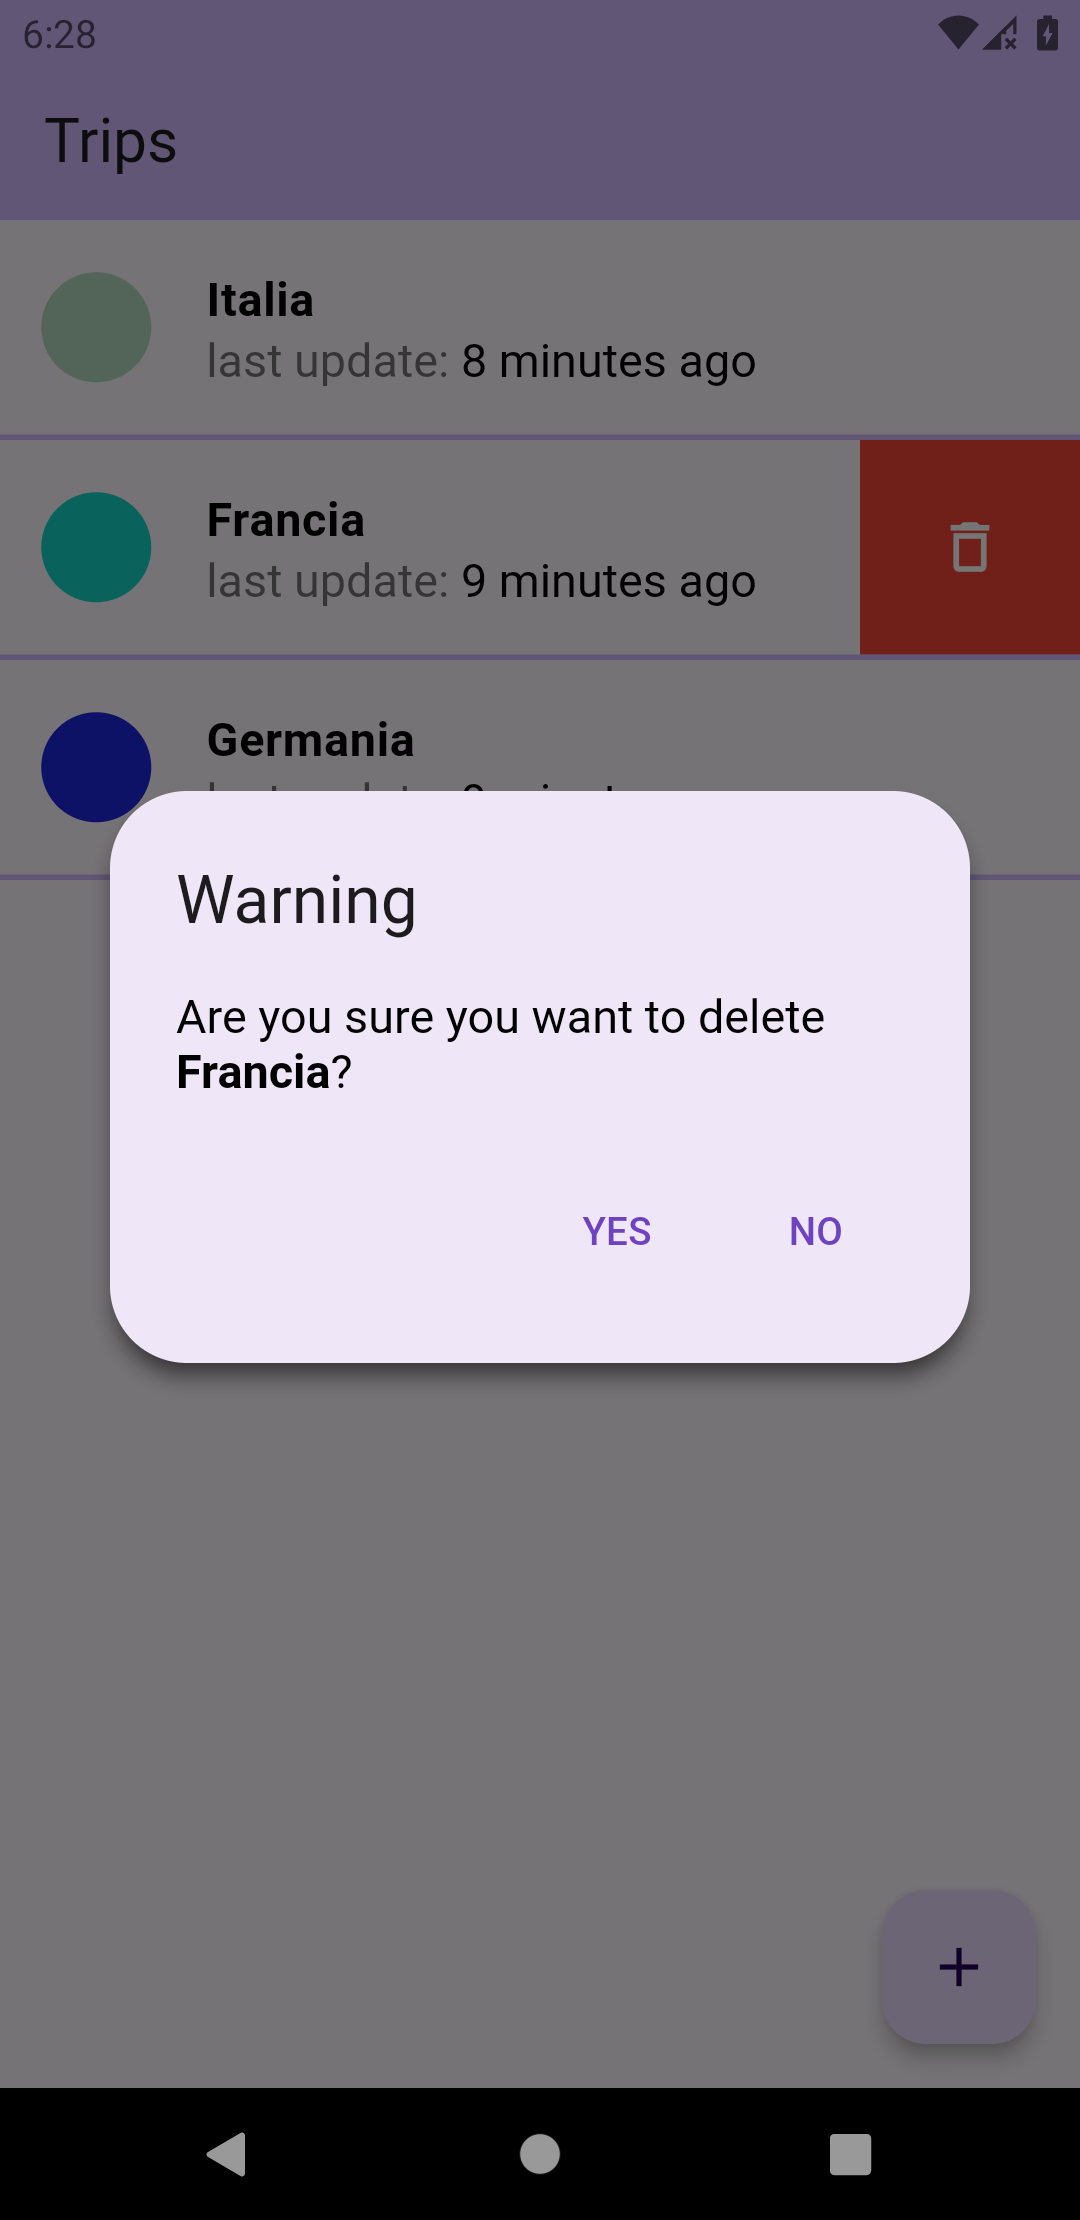 6:28
Trips
Italia
last update: 8 minutes ago
Francia
last update: 9 minutes ago
Germania
Warning
Are you sure you want to delete
Francia?
YES NO